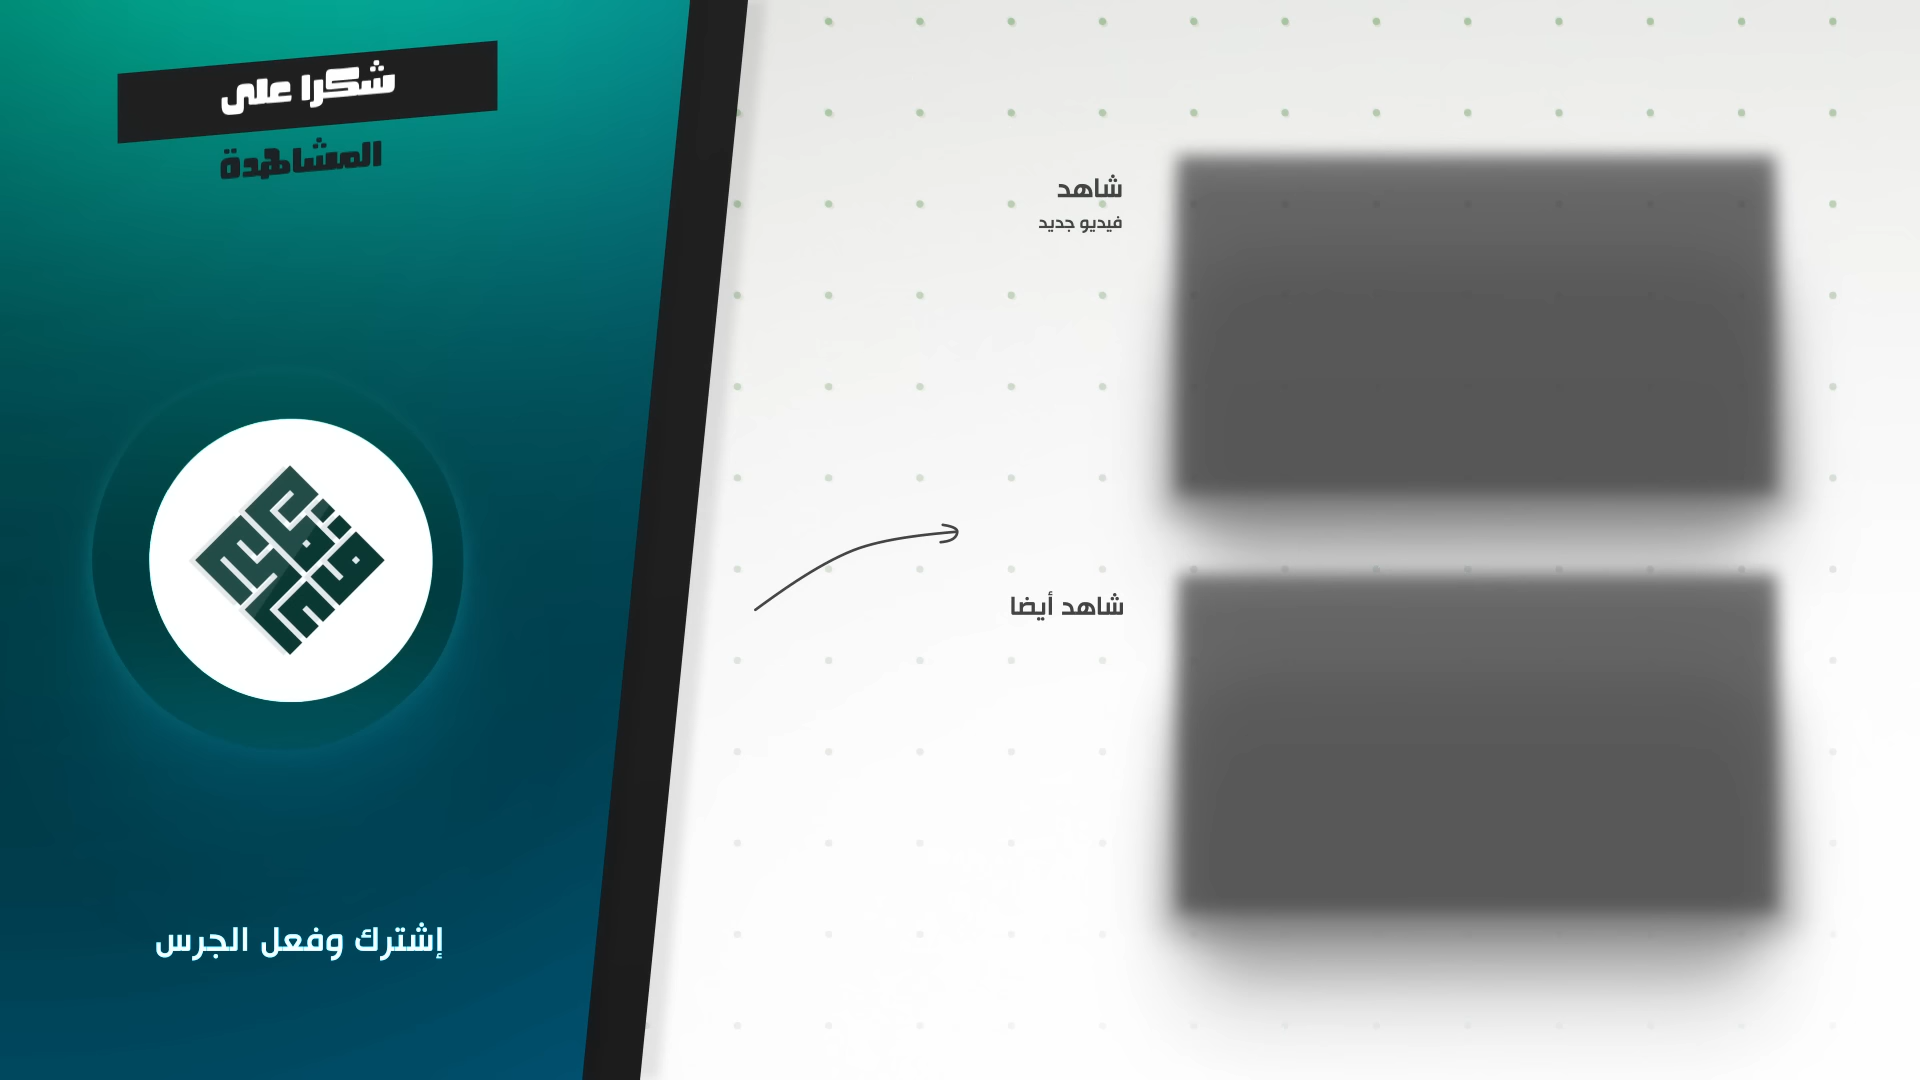 شكرا على
المشاهدة
إشترك وفعل الجرس
شاهد
فيديو جديد
شاهد أيضا